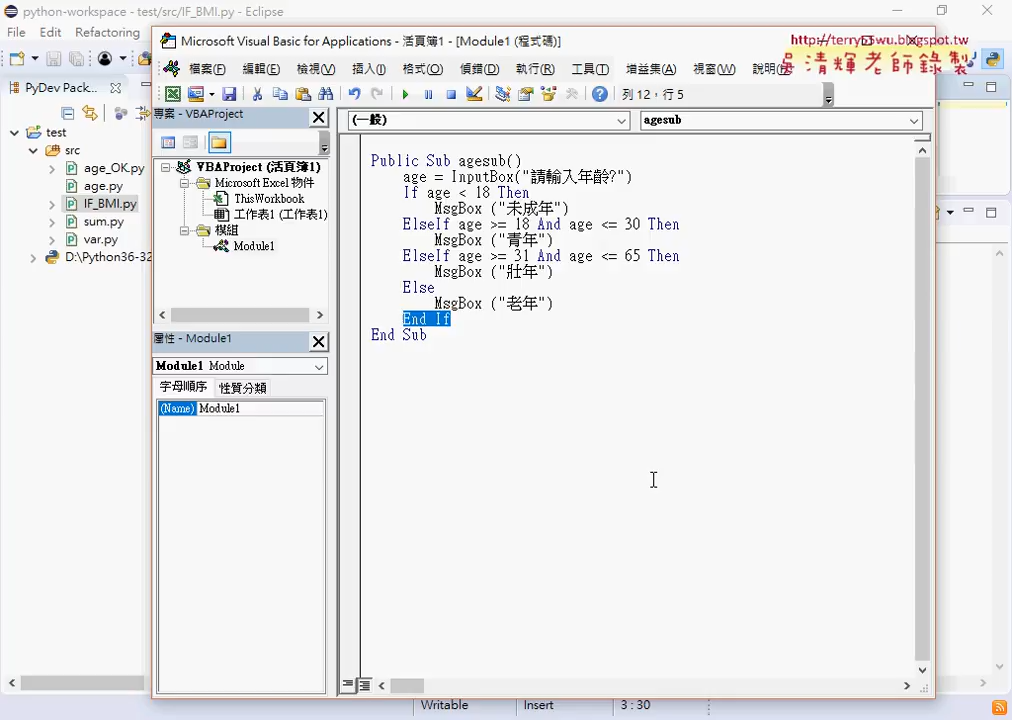 python-workspace - test/src/IF_BMI.py - Eclipse
File Edit Refactoring
Microsoft Visual Basic for Applications - 活頁簿1 - [Module1 (程式碼)]
http://terry55wu.blogspot.tw
吳清輝老師錄製
檔案(F) 編輯(E) 檢視(V) 插入(I) 格式(O) 偵錯(D) 執行(R) 工具(T) 增益集(A) 視窗(W) 說明(H)
列 12，行 5
PyDev Pack...
test
src
age_OK.py
age.py
IF_BMI.py
sum.py
var.py
D:\Python36-32
專案 - VBAProject
VBAProject (活頁簿1)
Microsoft Excel 物件
ThisWorkbook
工作表1 (工作表1)
模組
Module1
屬性 - Module1
Module1 Module
字母順序 性質分類
(Name) Module1
(一般) agesub
Public Sub agesub()
age = InputBox("請輸入年齡?")
If age < 18 Then
MsgBox ("未成年")
ElseIf age >= 18 And age <= 30 Then
MsgBox ("青年")
ElseIf age >= 31 And age <= 65 Then
MsgBox ("壯年")
Else
MsgBox ("老年")
End If
End Sub
Writable Insert 3 : 30